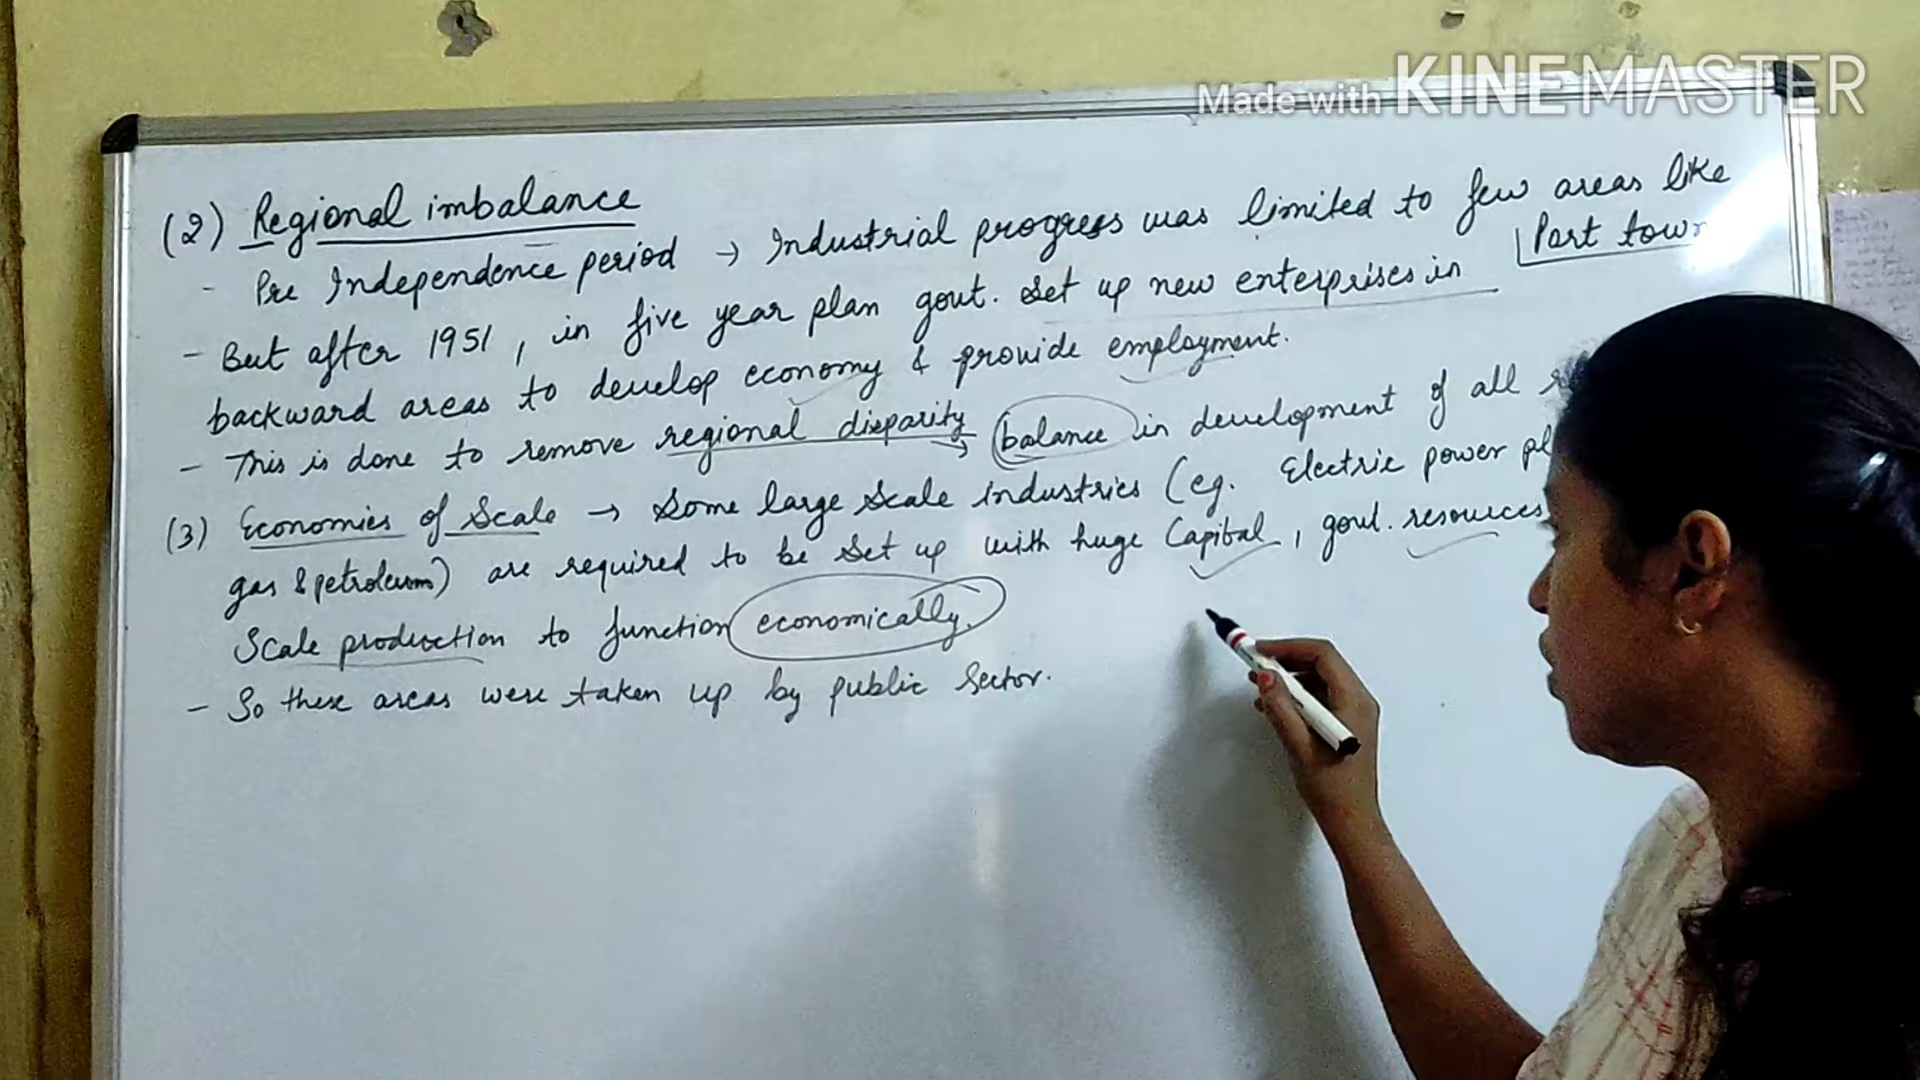 Made with KINEMASTER
(2) Regional imbalance
- Pre Independence period → Industrial progress was limited to few areas like
Port town
- But after 1951, in five year plan govt. set up new enterprises in
backward areas to develop economy & provide employment.
- This is done to remove regional disparity → balance in development of all
(3) Economies of Scale → Some large Scale industries (eg. Electric power
gas & petroleum) are required to be set up with huge Capital, govt. resources
Scale production to function economically.
- So these areas were taken up by public Sector.